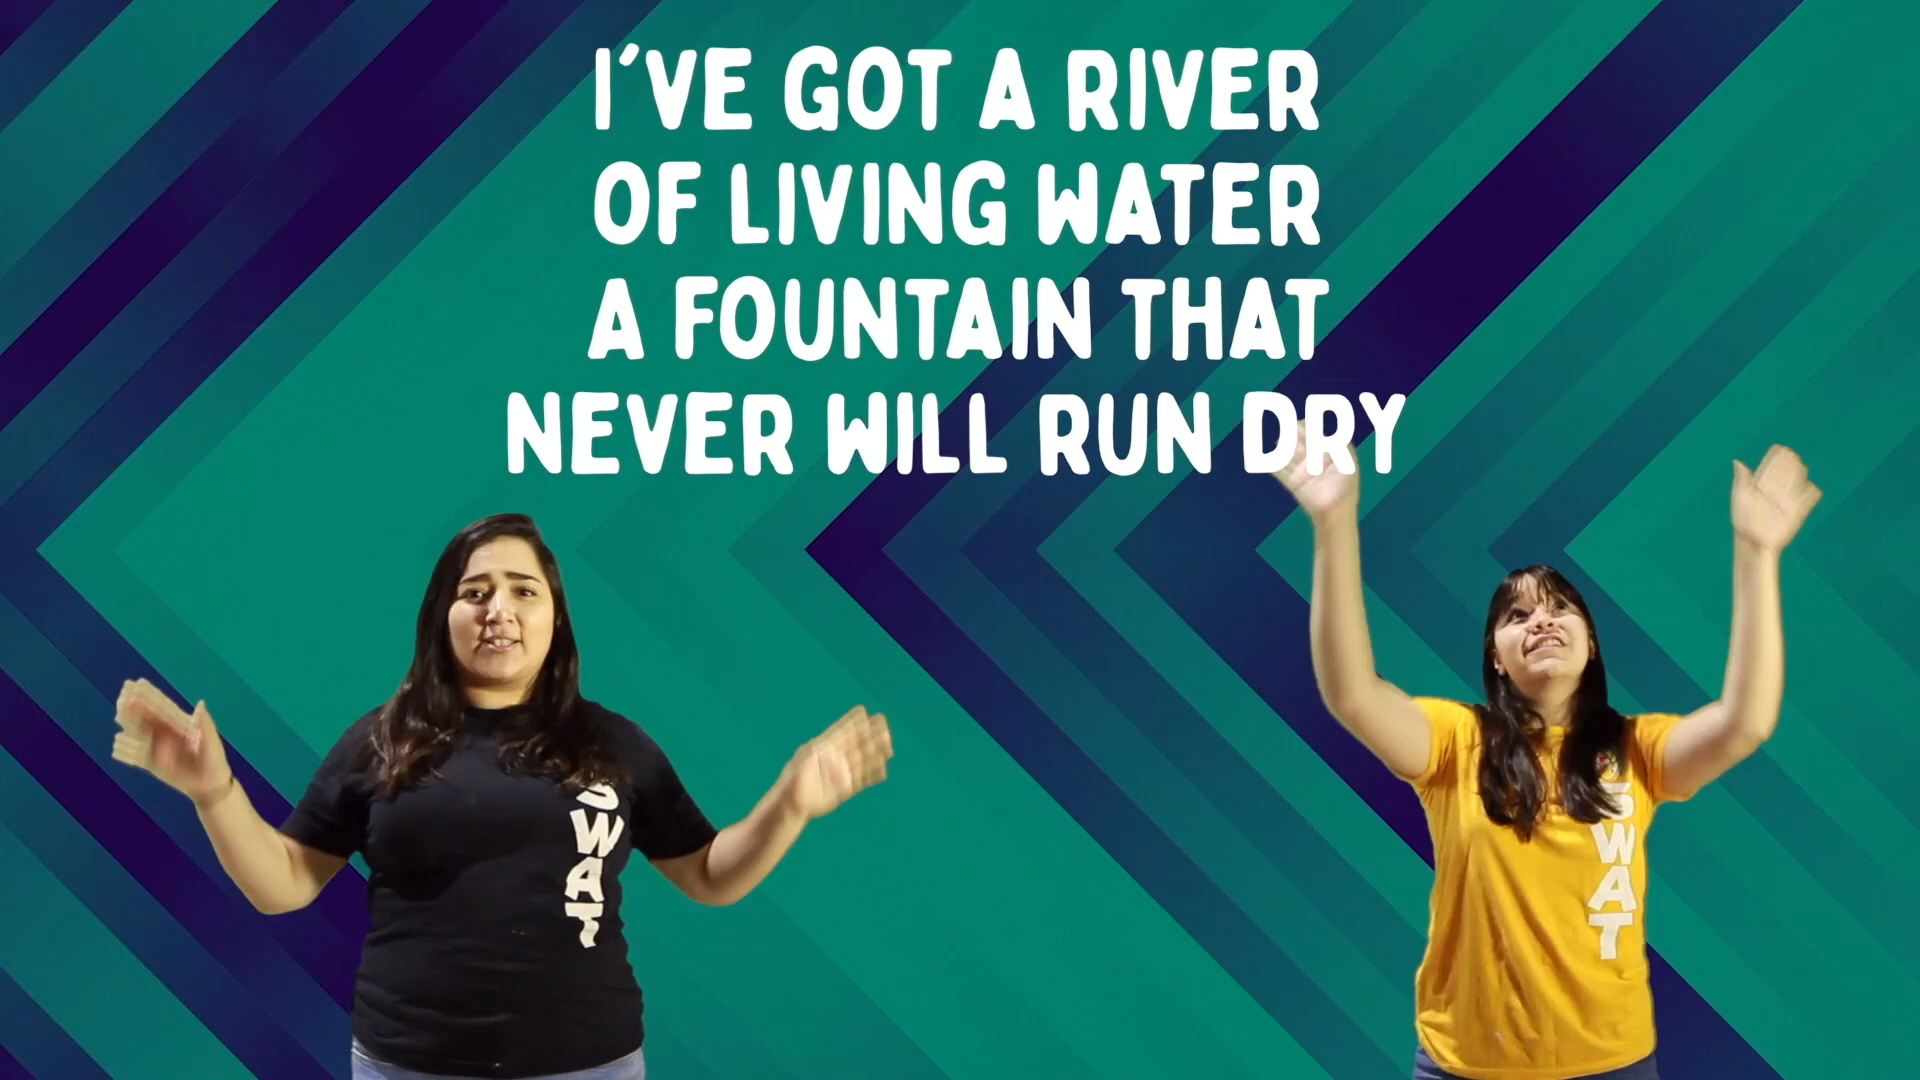 I'VE GOT A RIVER
OF LIVING WATER
A FOUNTAIN THAT
NEVER WILL RUN DRY
SWAT
SWAT